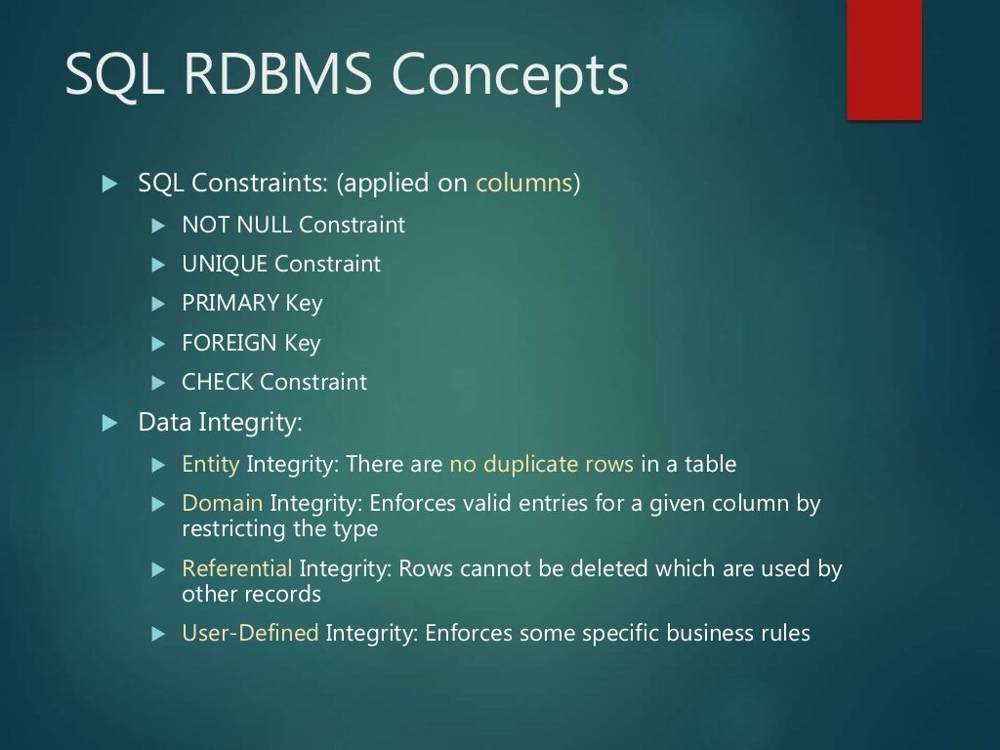 SQL RDBMS Concepts
SQL Constraints: (applied on columns)
NOT NULL Constraint
UNIQUE Constraint
PRIMARY Key
FOREIGN Key
CHECK Constraint
Data Integrity:
Entity Integrity: There are no duplicate rows in a table
Domain Integrity: Enforces valid entries for a given column by
restricting the type
Referential Integrity: Rows cannot be deleted which are used by
other records
User-Defined Integrity: Enforces some specific business rules